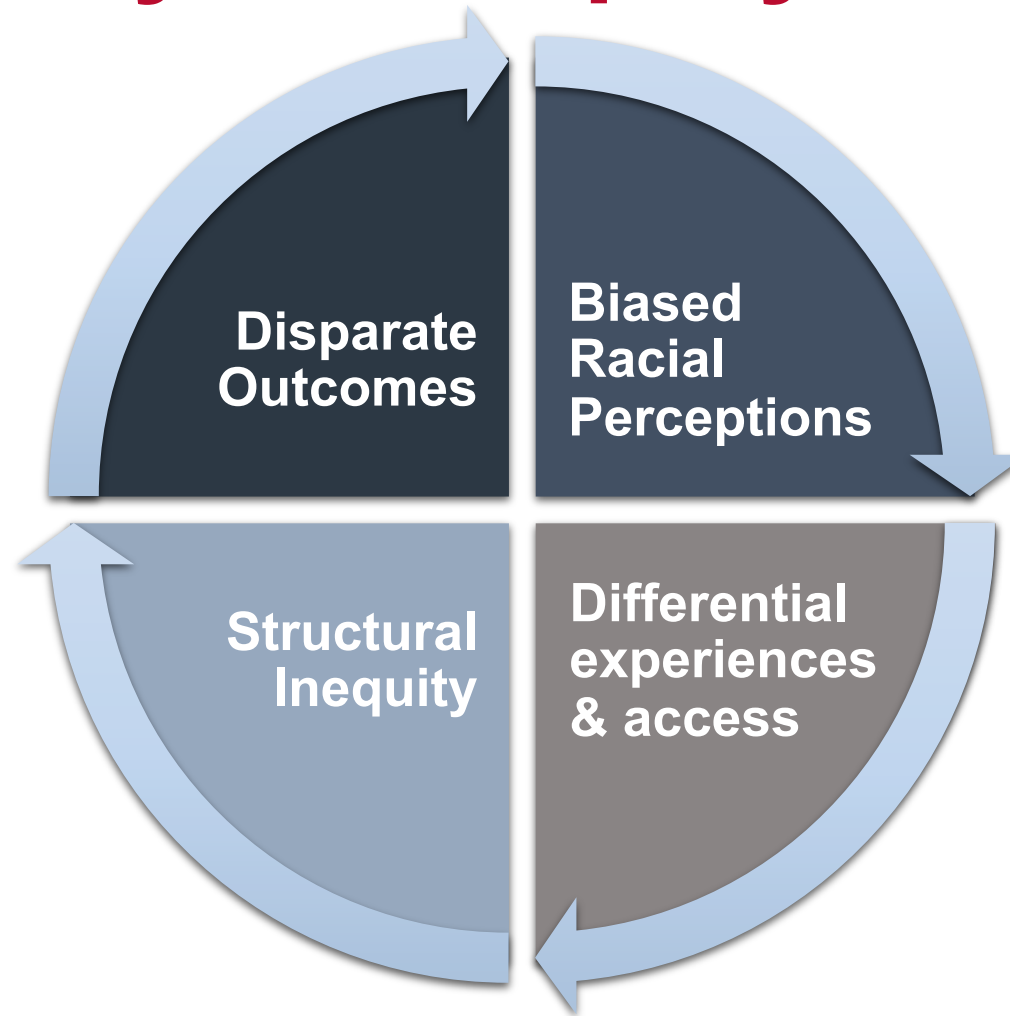 Disparate
Outcomes
Biased
Racial
Perceptions
Structural
Inequity
Differential
experiences
& access